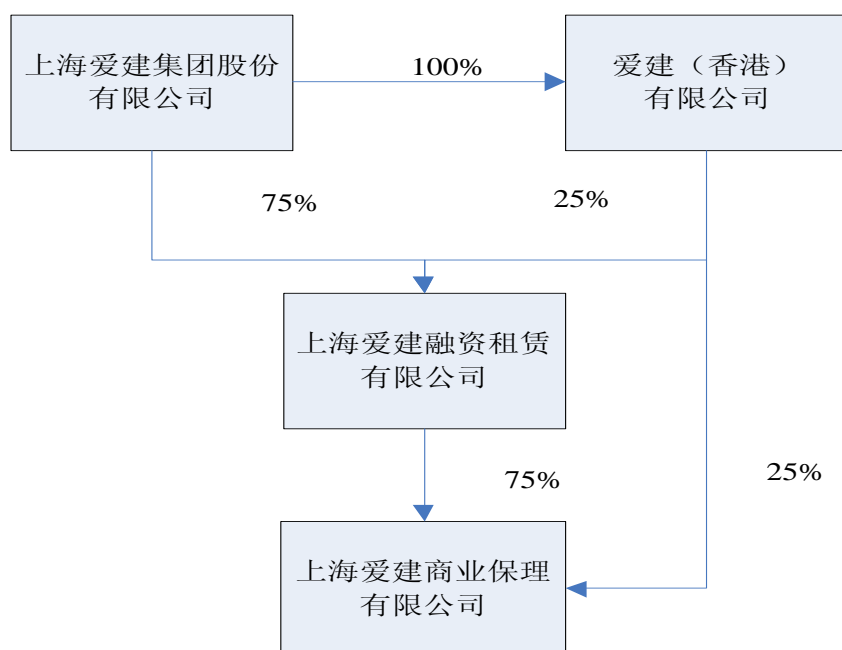 上海爱建集团股份
有限公司
100%
爱建（香港）
有限公司
75%
25%
上海爱建融资租赁
有限公司
75%
25%
上海爱建商业保理
有限公司